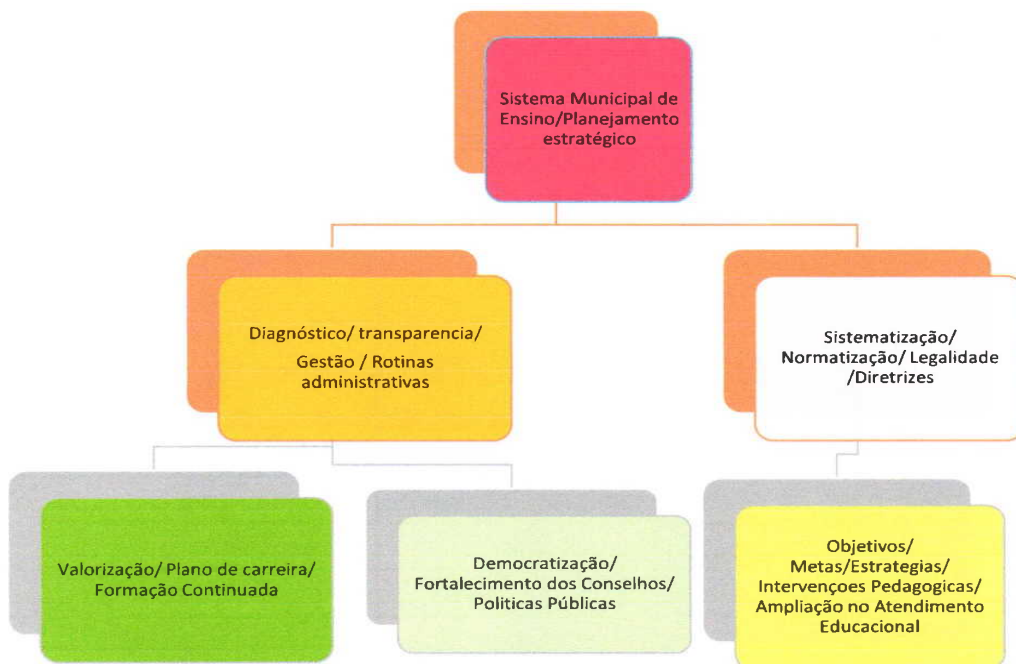 Sistema Municipal de
Ensino/Planejamento
estratégico
Diagnóstico/ transparencia/
Gestão / Rotinas
administrativas
Sistematização/
Normatização/ Legalidade
/Diretrizes
Valorização/ Plano de carreira/
Formação Continuada
Democratização/
Fortalecimento dos Conselhos/
Politicas Públicas
Objetivos/
Metas/Estrategias/
Intervençoes Pedagogicas/
Ampliação no Atendimento
Educacional